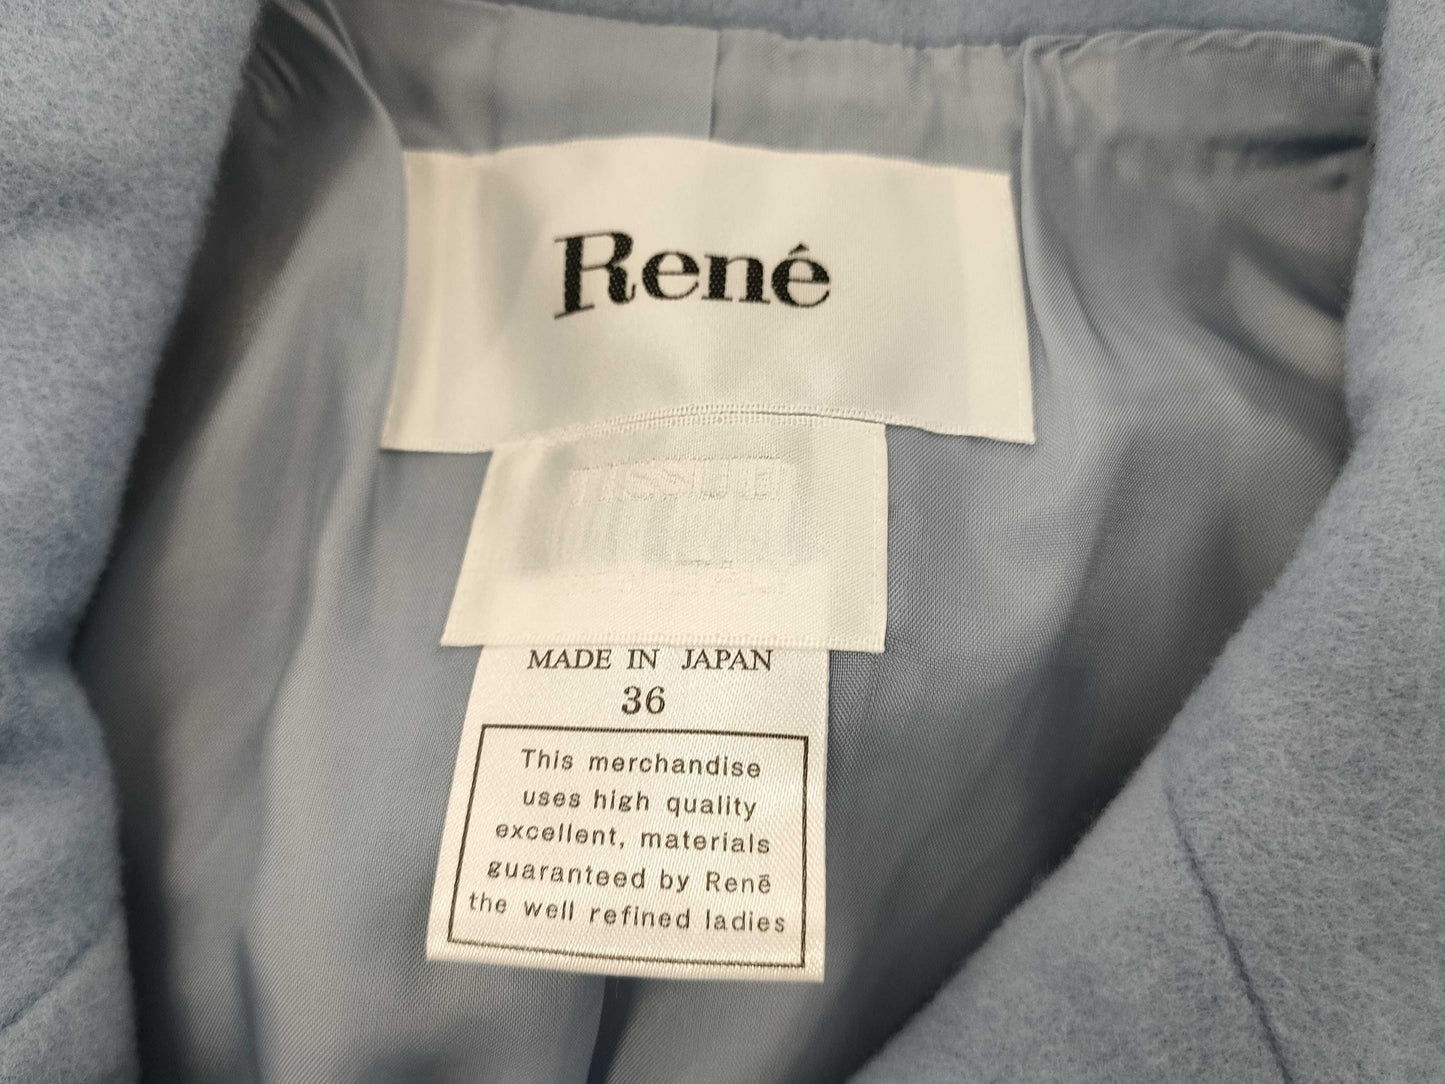 René
TISSUE
MADE IN JAPAN
36
This merchandise
uses high quality
excellent, materials
guaranteed by Renē
the well refined ladies